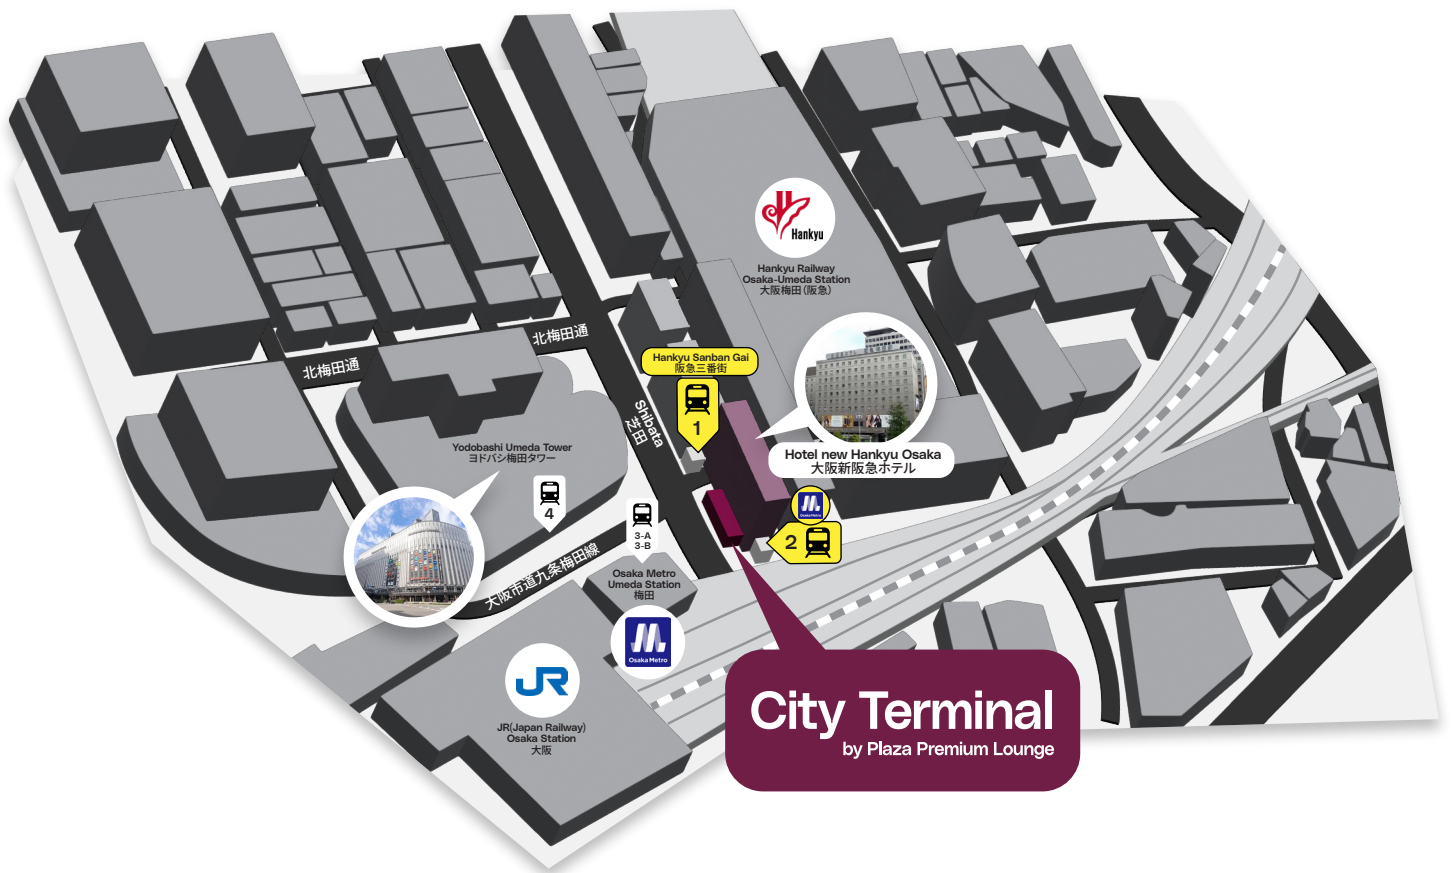 Hankyu
Hankyu Railway
Osaka-Umeda Station
大阪梅田(阪急)
北梅田通
北梅田通
Hankyu Sanban Gai
阪急三番街
1
Shibata
芝田
Hotel new Hankyu Osaka
大阪新阪急ホテル
Yodobashi Umeda Tower
ヨドバシ梅田タワー
4
3-A
3-B
Osaka Metro
2
大阪市道九条梅田線
Osaka Metro
Umeda Station
梅田
Osaka Metro
JR
JR(Japan Railway)
Osaka Station
大阪
City Terminal
by Plaza Premium Lounge